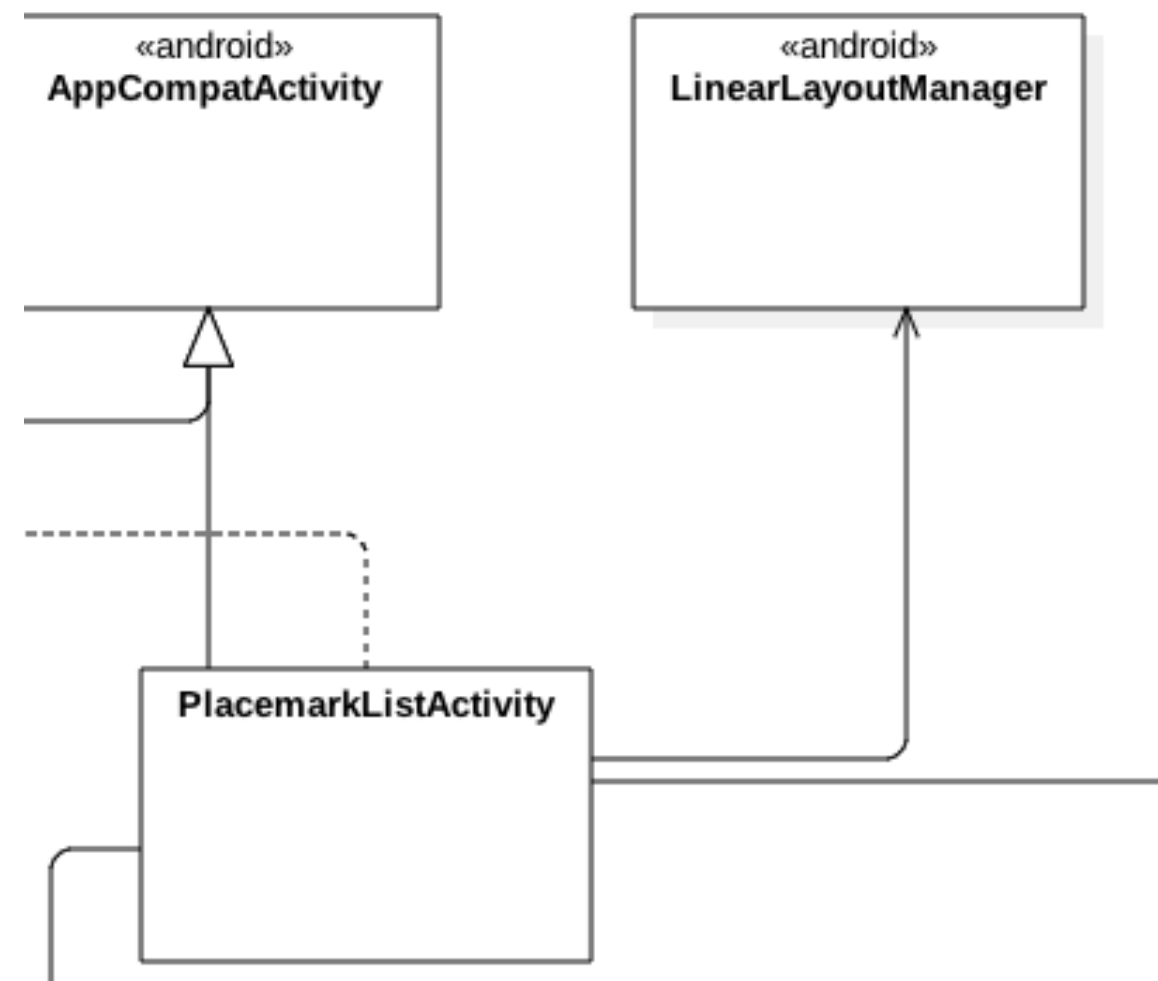 «android»
AppCompatActivity
«android»
LinearLayoutManager
PlacemarkListActivity